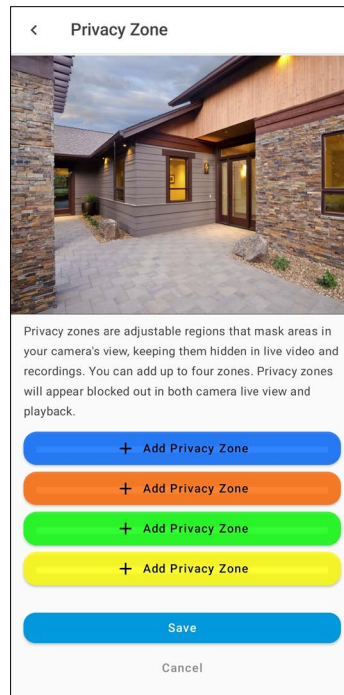 Privacy Zone
Privacy zones are adjustable regions that mask areas in
your camera's view, keeping them hidden in live video and
recordings. You can add up to four zones. Privacy zones
will appear blocked out in both camera live view and
playback.
+ Add Privacy Zone
+ Add Privacy Zone
+ Add Privacy Zone
+ Add Privacy Zone
Save
Cancel